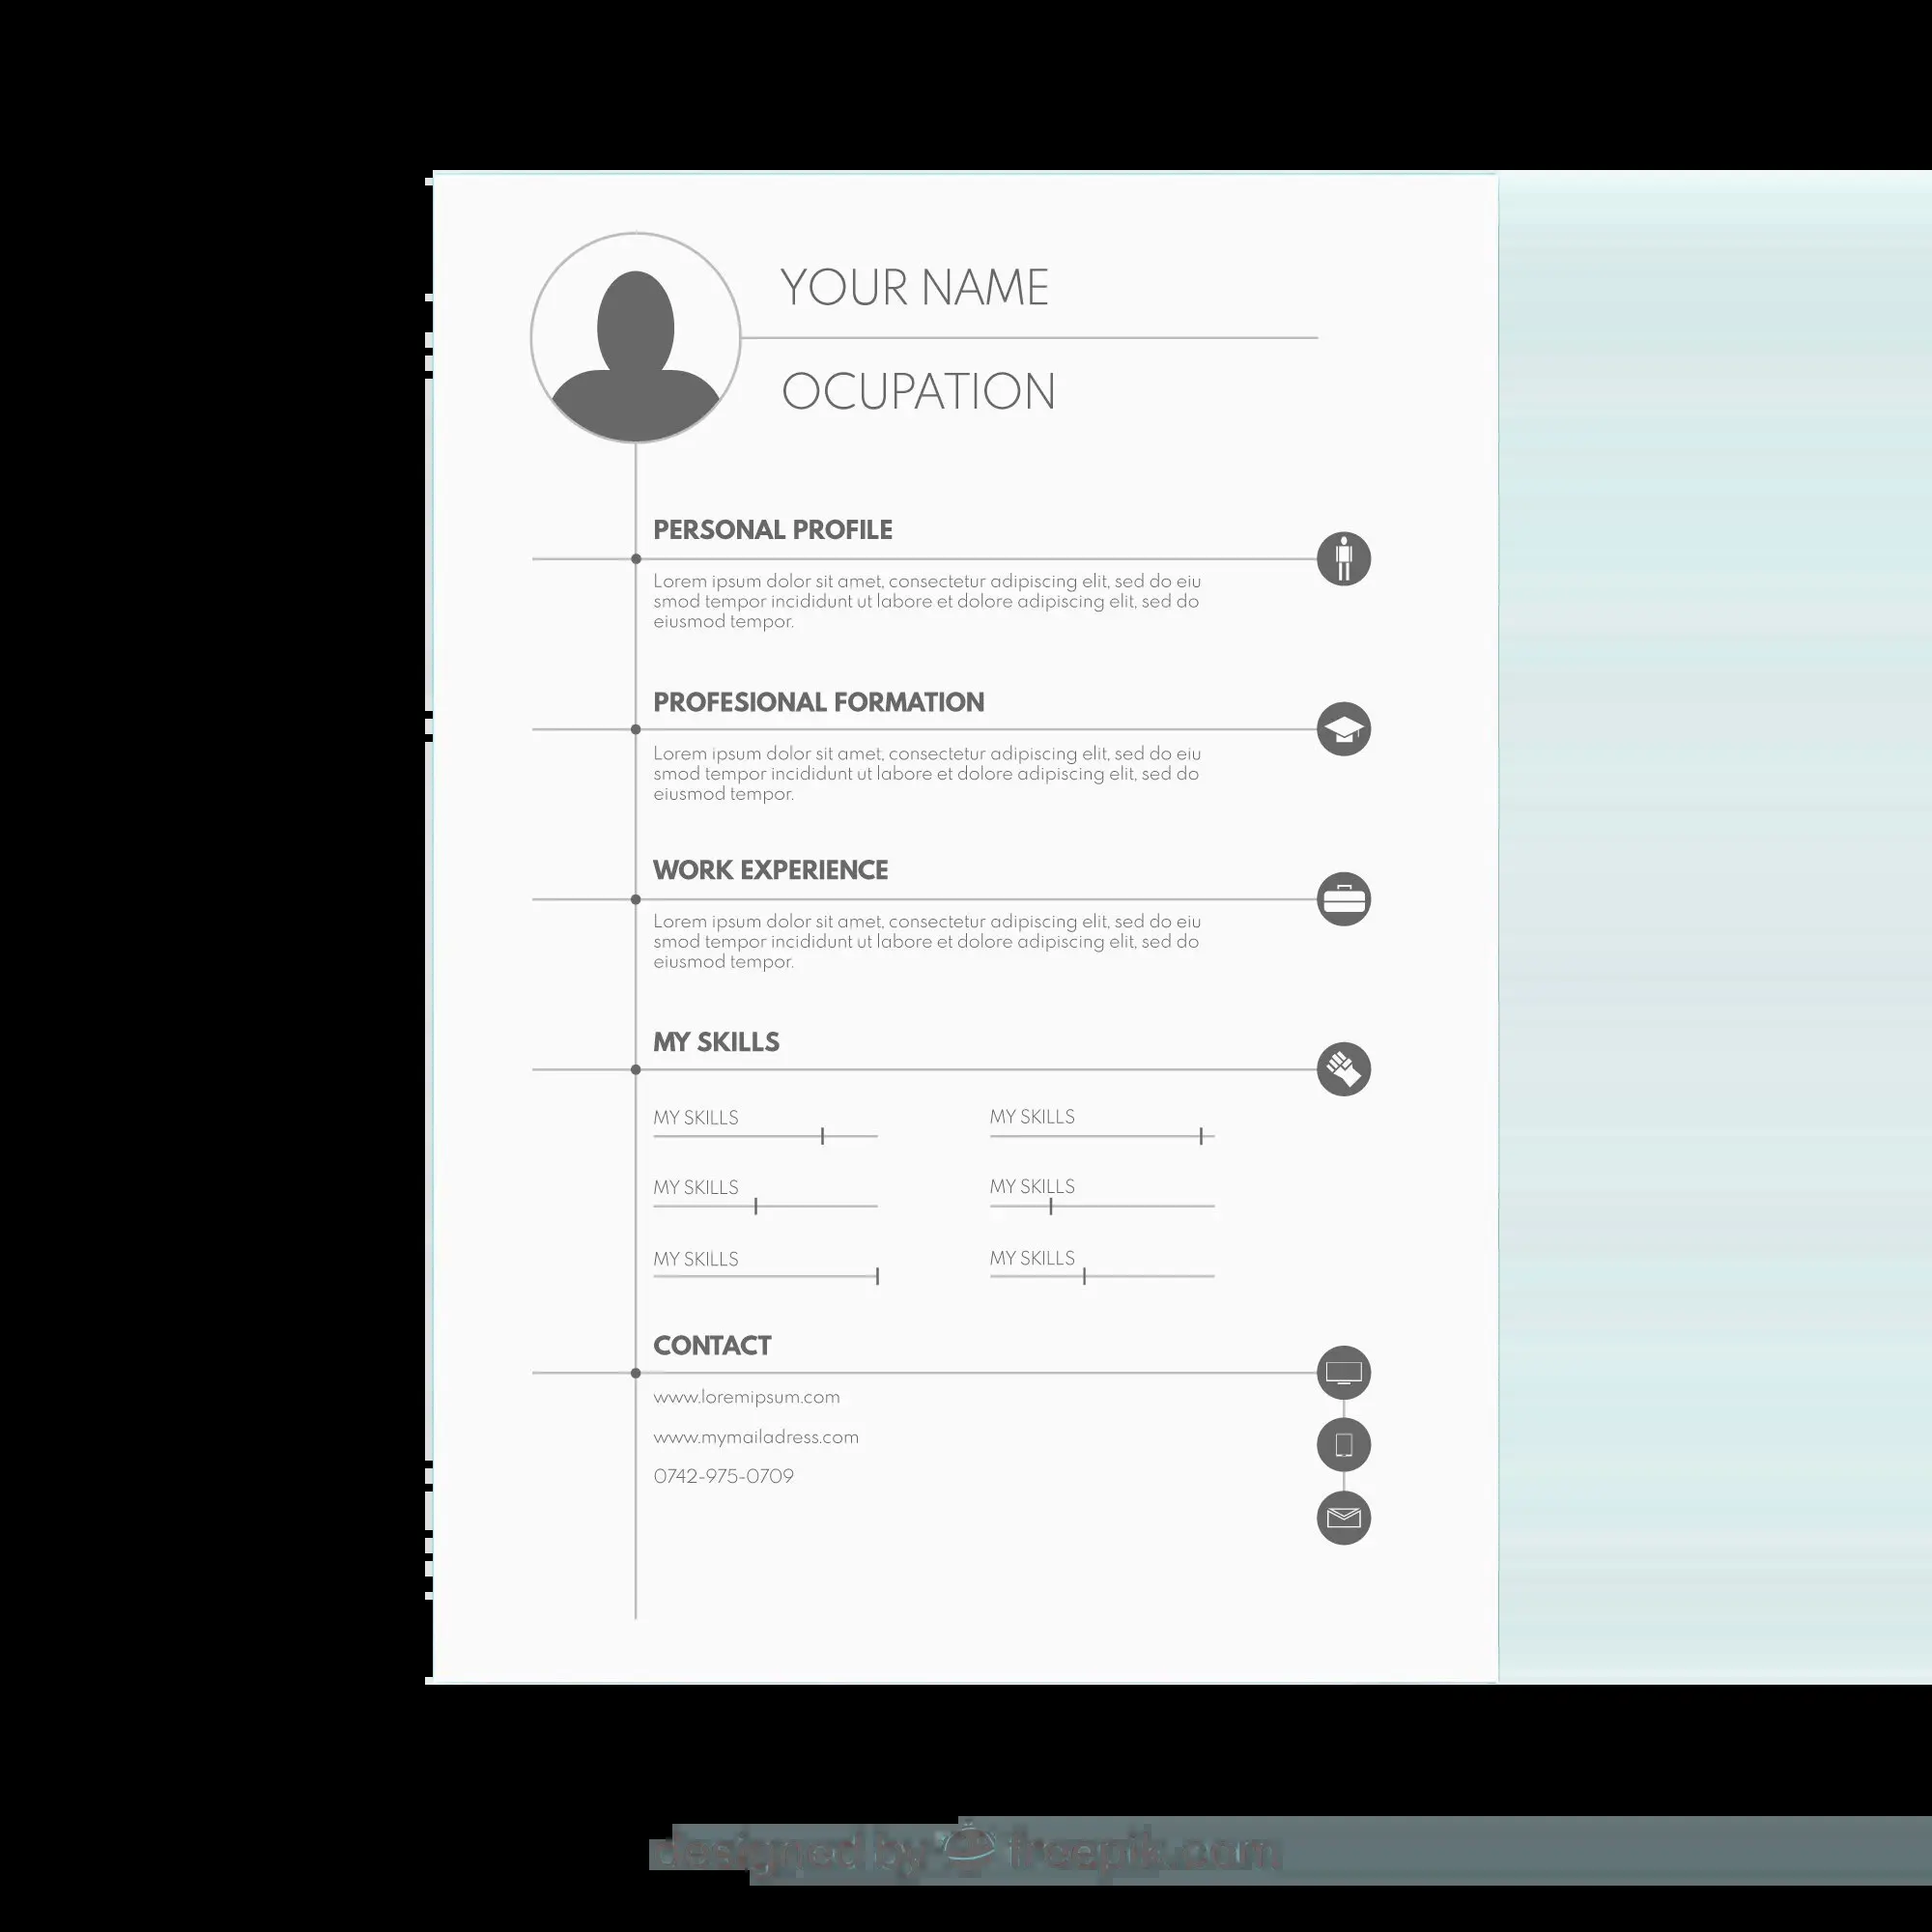 YOUR NAME
OCUPATION
PERSONAL PROFILE
Lorem ipsum dolor sit amet, consectetur adipiscing elit, sed do eiu
smod tempor incididunt ut labore et dolore adipiscing elit, sed do
eiusmod tempor.
PROFESIONAL FORMATION
Lorem ipsum dolor sit amet, consectetur adipiscing elit, sed do eiu
smod tempor incididunt ut labore et dolore adipiscing elit, sed do
eiusmod tempor.
WORK EXPERIENCE
Lorem ipsum dolor sit amet, consectetur adipiscing elit, sed do eiu
smod tempor incididunt ut labore et dolore adipiscing elit, sed do
eiusmod tempor.
MY SKILLS
MY SKILLS MY SKILLS
MY SKILLS MY SKILLS
MY SKILLS MY SKILLS
CONTACT
www.loremipsum.com
www.mymailadress.com
0742-975-0709
designed by freepik.com